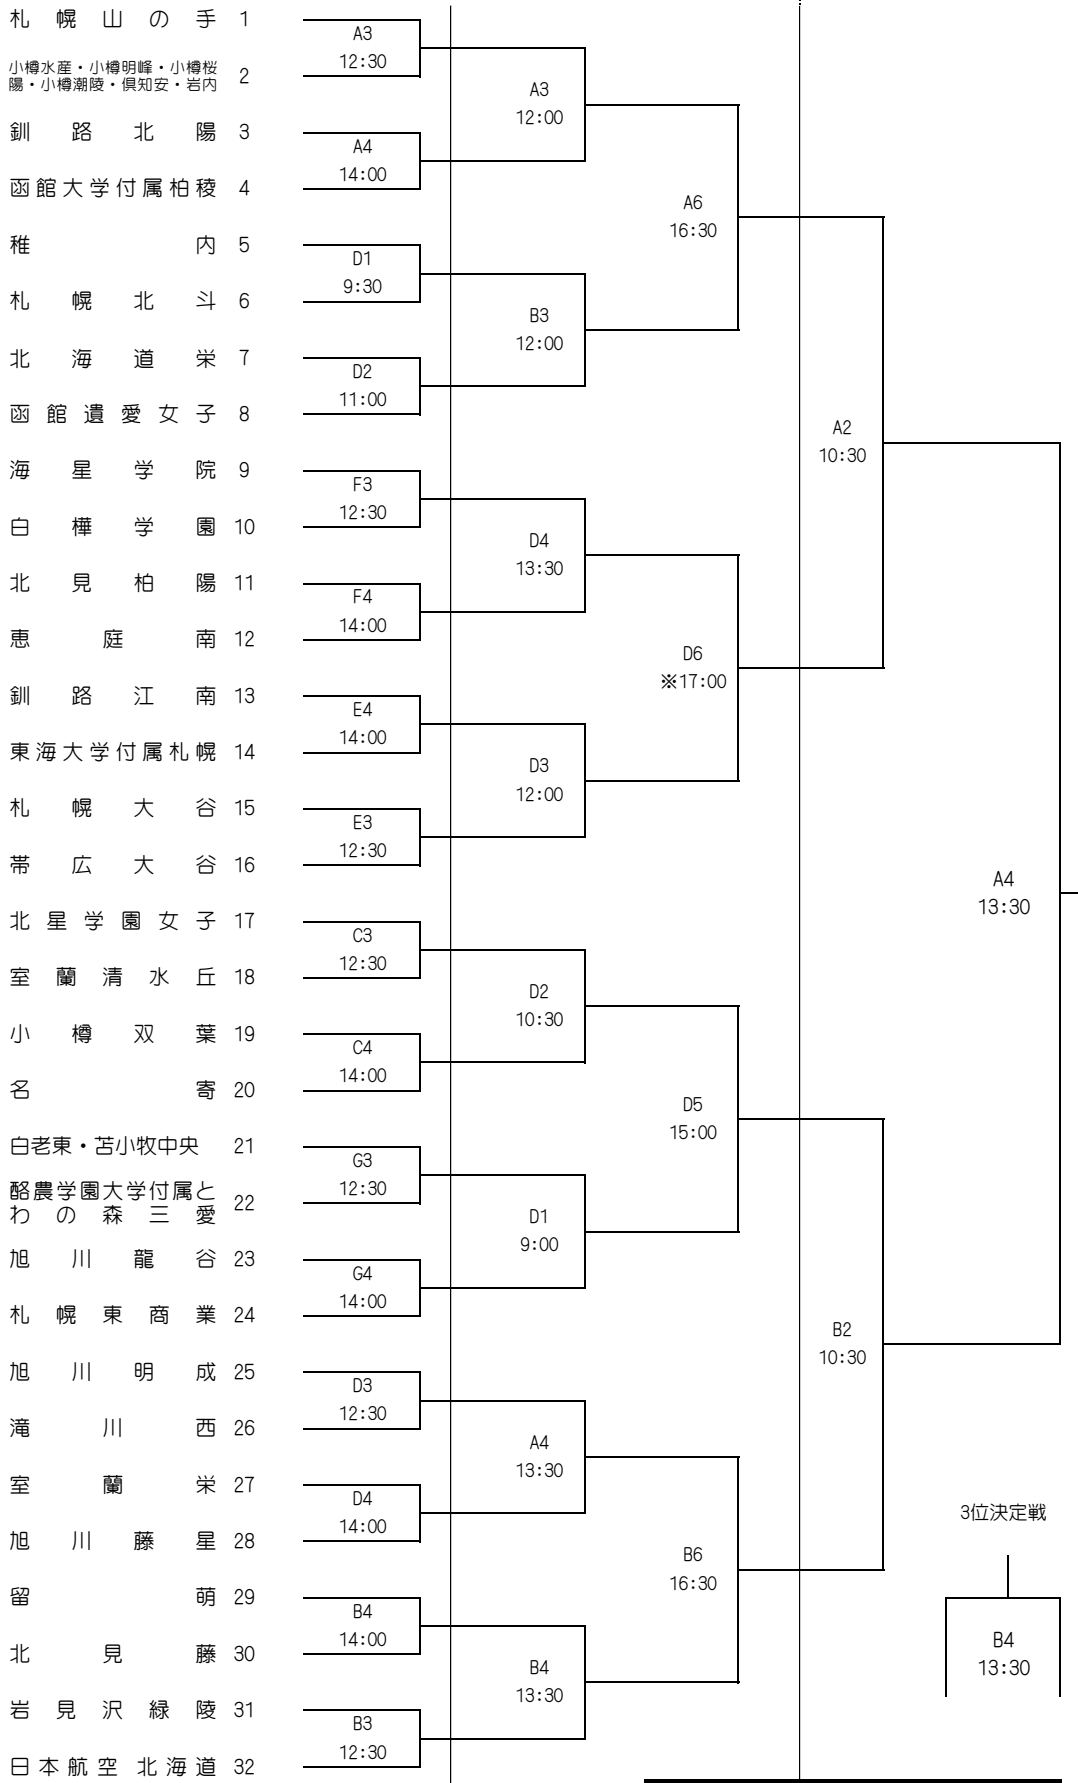 札幌山の手 1
小樽水産・小樽明峰・小樽桜
陽・小樽潮陵・倶知安・岩内 2
釧路北陽 3
函館大学付属柏稜 4
稚内 5
札幌北斗 6
北海道栄 7
函館遺愛女子 8
海星学院 9
白樺学園 10
北見柏陽 11
恵庭南 12
釧路江南 13
東海大学付属札幌 14
札幌大谷 15
帯広大谷 16
北星学園女子 17
室蘭清水丘 18
小樽双葉 19
名寄 20
白老東・苫小牧中央 21
酪農学園大学付属と
わの森三愛 22
旭川龍谷 23
札幌東商業 24
旭川明成 25
滝川西 26
室蘭栄 27
旭川藤星 28
留萌 29
北見藤 30
岩見沢緑陵 31
日本航空北海道 32
A3
12:30
A4
14:00
D1
9:30
D2
11:00
F3
12:30
F4
14:00
E4
14:00
E3
12:30
C3
12:30
C4
14:00
G3
12:30
G4
14:00
D3
12:30
D4
14:00
B4
14:00
B3
12:30
A3
12:00
B3
12:00
D4
13:30
D3
12:00
D2
10:30
D1
9:00
A4
13:30
B4
13:30
A6
16:30
D6
※17:00
D5
15:00
B6
16:30
A2
10:30
B2
10:30
A4
13:30
3位決定戦
B4
13:30